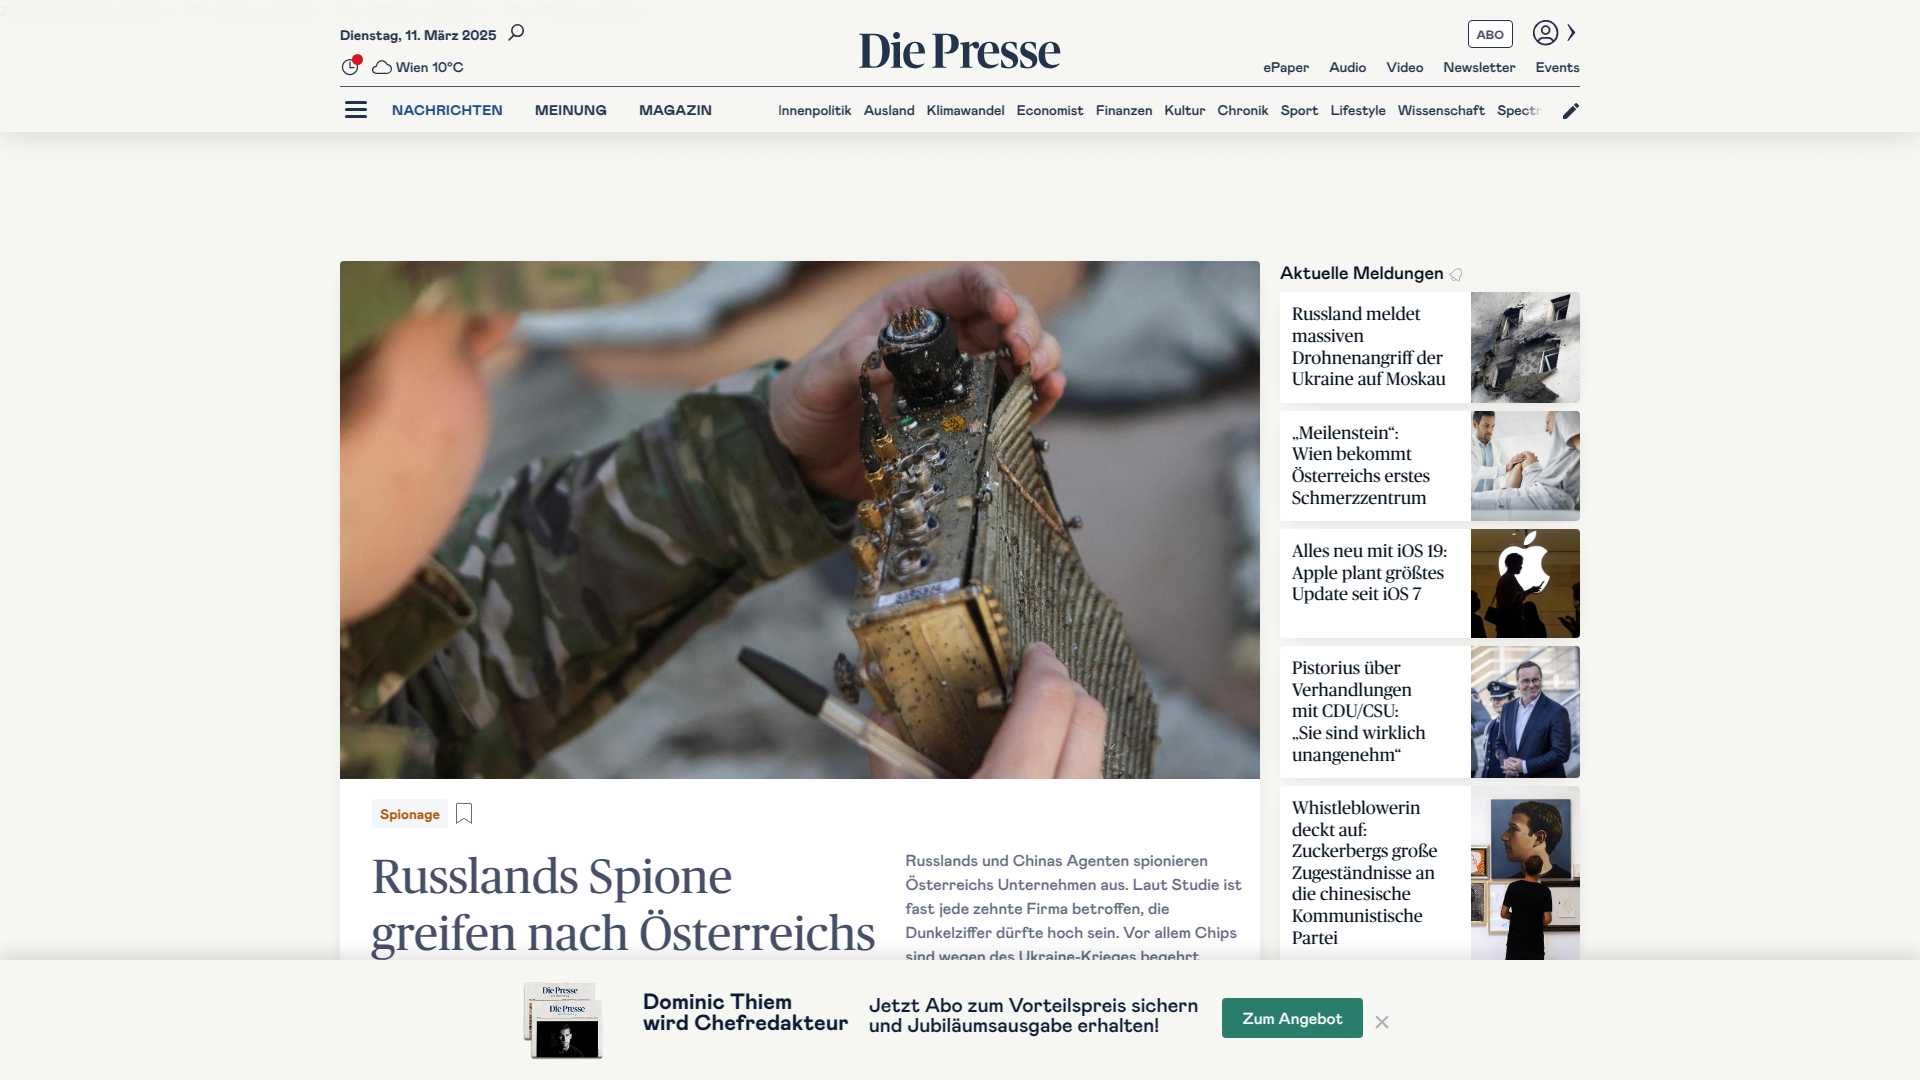 Dienstag, 11. März 2025
Die Presse
ABO
Wien 10°C
ePaper Audio Video Newsletter Events
NACHRICHTEN MEINUNG MAGAZIN
Innenpolitik Ausland Klimawandel Economist Finanzen Kultur Chronik Sport Lifestyle Wissenschaft Spectr
Spionage
Russlands Spione
greifen nach Österreichs
Russlands und Chinas Agenten spionieren
Österreichs Unternehmen aus. Laut Studie ist
fast jede zehnte Firma betroffen, die
Dunkelziffer dürfte hoch sein. Vor allem Chips
sind wegen des Ukraine-Krieges begehrt.
Aktuelle Meldungen
Russland meldet
massiven
Drohnenangriff der
Ukraine auf Moskau
„Meilenstein“:
Wien bekommt
Österreichs erstes
Schmerzzentrum
Alles neu mit iOS 19:
Apple plant größtes
Update seit iOS 7
Pistorius über
Verhandlungen
mit CDU/CSU:
„Sie sind wirklich
unangenehm“
Whistleblowerin
deckt auf:
Zuckerbergs große
Zugeständnisse an
die chinesische
Kommunistische
Partei
Die Presse
Die Presse
Dominic Thiem
wird Chefredakteur
Jetzt Abo zum Vorteilspreis sichern
und Jubiläumsausgabe erhalten!
Zum Angebot